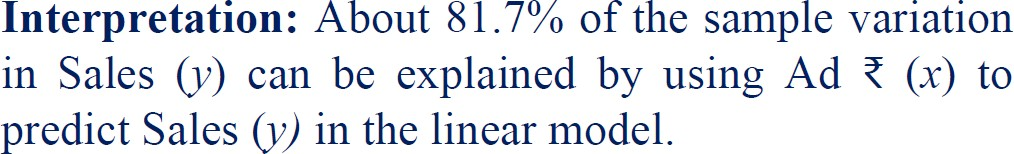 Interpretation: About 81.7% of the sample variation
in Sales (y) can be explained by using Ad ₹ (x) to
predict Sales (y) in the linear model.